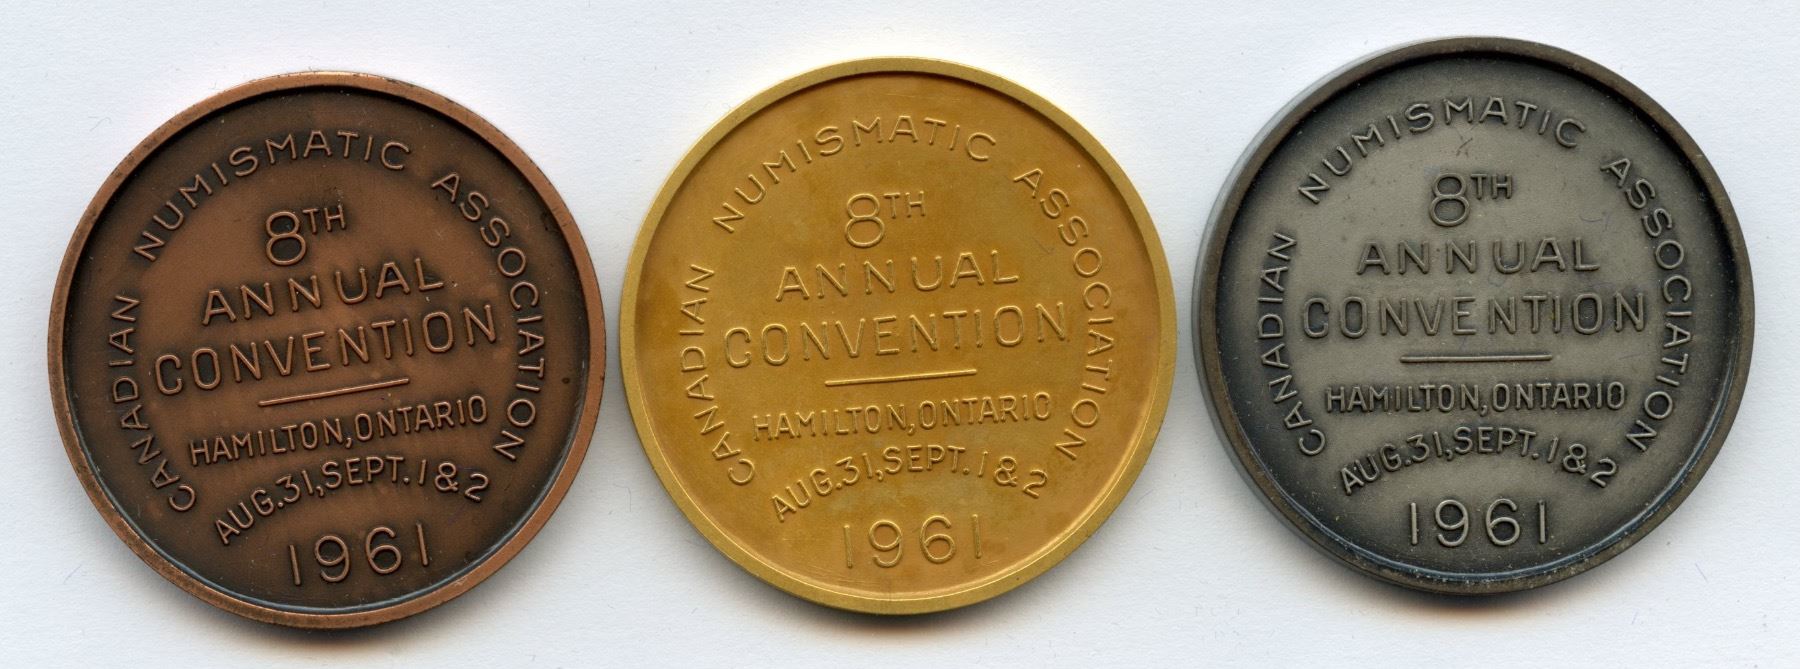 CANADIAN NUMISMATIC ASSOCIATION
8TH
ANNUAL
CONVENTION
HAMILTON, ONTARIO
AUG. 31, SEPT. 1 & 2
1961
CANADIAN NUMISMATIC ASSOCIATION
8TH
ANNUAL
CONVENTION
HAMILTON, ONTARIO
AUG. 31, SEPT. 1 & 2
1961
CANADIAN NUMISMATIC ASSOCIATION
8TH
ANNUAL
CONVENTION
HAMILTON, ONTARIO
AUG. 31, SEPT. 1 & 2
1961